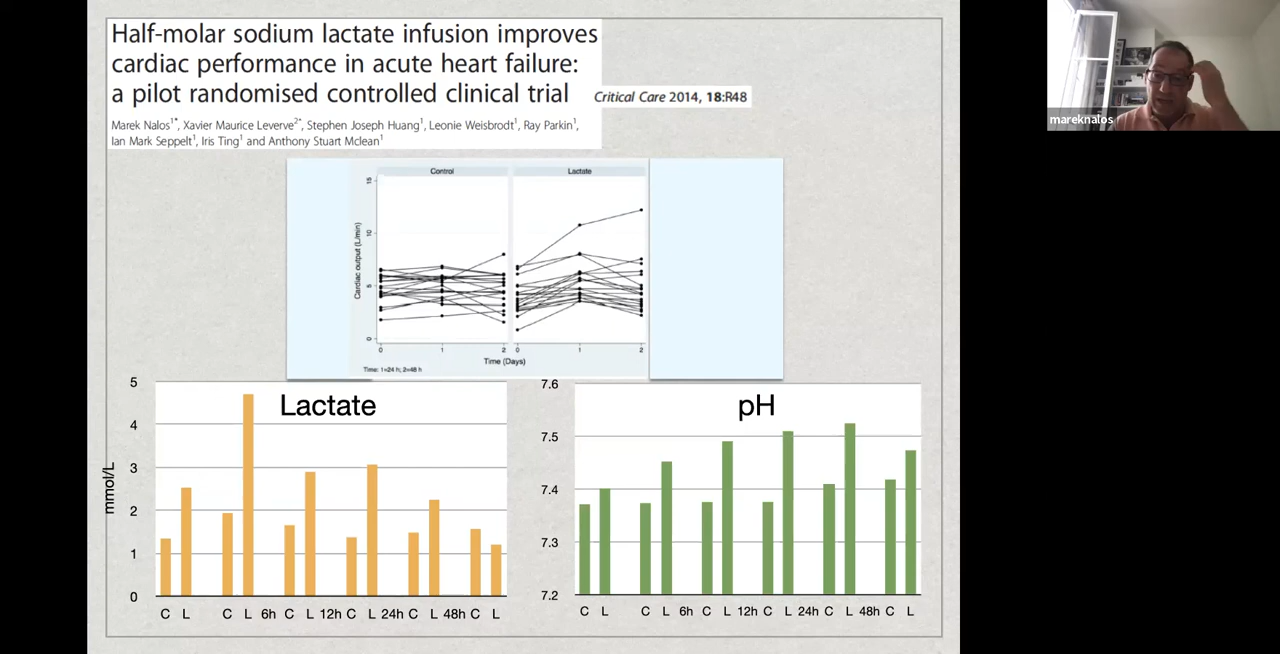 Half-molar sodium lactate infusion improves
cardiac performance in acute heart failure:
a pilot randomised controlled clinical trial
Critical Care 2014, 18:R48
Marek Nalos1*, Xavier Maurice Leverve2^, Stephen Joseph Huang1, Leonie Weisbrodt1, Ray Parkin1,
Ian Mark Seppelt1, Iris Ting1 and Anthony Stuart Mclean1
mareknalos
Control
Lactate
Cardiac output (L/min)
15
10
5
0
0 1 2 0 1 2
Time (Days)
Time: 1=24 h; 2=48 h
Lactate
mmol/L
5
4
3
2
1
0
C L C L 6h C L 12h C L 24h C L 48h C L
pH
7.6
7.5
7.4
7.3
7.2
C L C L 6h C L 12h C L 24h C L 48h C L